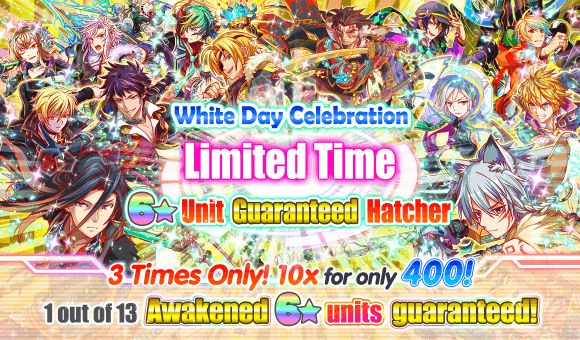 White Day Celebration
Limited Time
6★ Unit Guaranteed Hatcher
3 Times Only! 10x for only 400!
1 out of 13 Awakened 6★ units guaranteed!